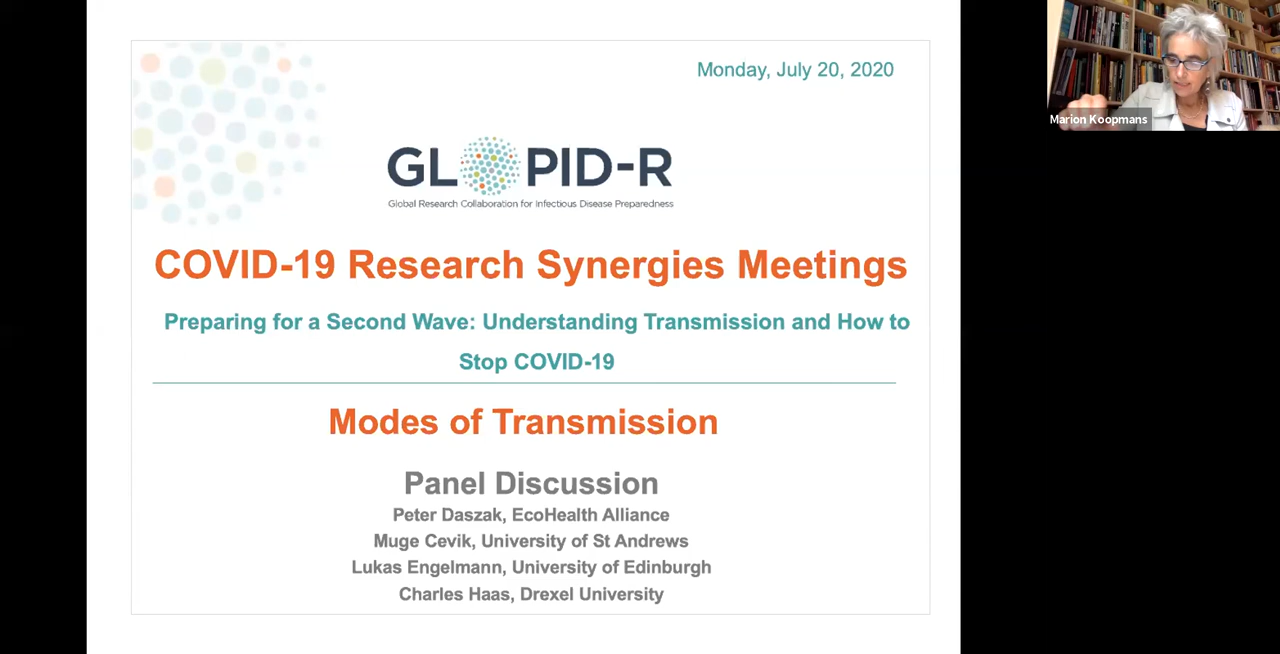 Monday, July 20, 2020
GLOPID-R
Global Research Collaboration for Infectious Disease Preparedness
COVID-19 Research Synergies Meetings
Preparing for a Second Wave: Understanding Transmission and How to
Stop COVID-19
Modes of Transmission
Panel Discussion
Peter Daszak, EcoHealth Alliance
Muge Cevik, University of St Andrews
Lukas Engelmann, University of Edinburgh
Charles Haas, Drexel University
Marion Koopmans